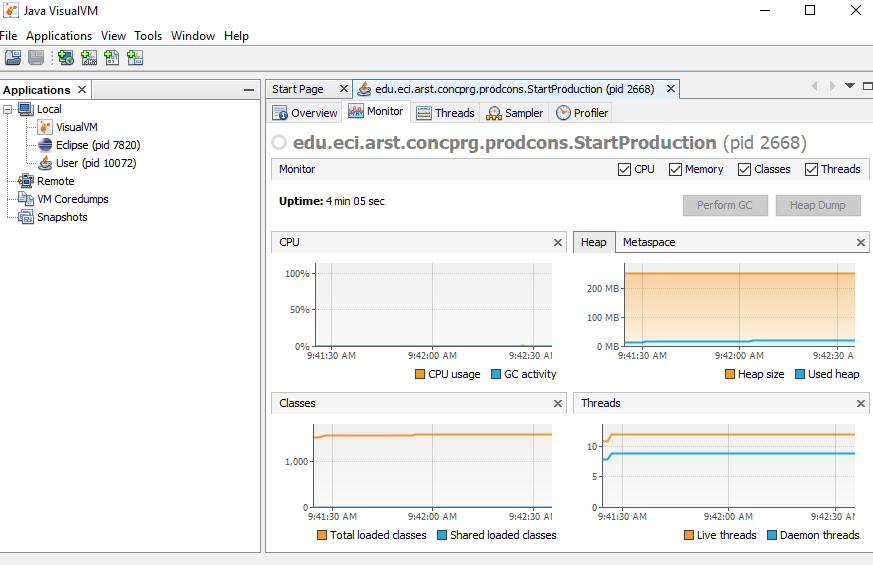 Java VisualVM
File Applications View Tools Window Help
Applications
Local
VisualVM
Eclipse (pid 7820)
User (pid 10072)
Remote
VM Coredumps
Snapshots
Start Page
edu.eci.arst.concprg.prodcons.StartProduction (pid 2668)
Overview Monitor Threads Sampler Profiler
edu.eci.arst.concprg.prodcons.StartProduction (pid 2668)
Monitor CPU Memory Classes Threads
Uptime: 4 min 05 sec
Perform GC Heap Dump
CPU
100%
50%
0%
9:41:30 AM 9:42:00 AM 9:42:30 AM
CPU usage GC activity
Heap Metaspace
200 MB
100 MB
0 MB
9:41:30 AM 9:42:00 AM 9:42:30 AM
Heap size Used heap
Classes
1,000
0
9:41:30 AM 9:42:00 AM 9:42:30 AM
Total loaded classes Shared loaded classes
Threads
10
5
0
9:41:30 AM 9:42:00 AM 9:42:30 AM
Live threads Daemon threads